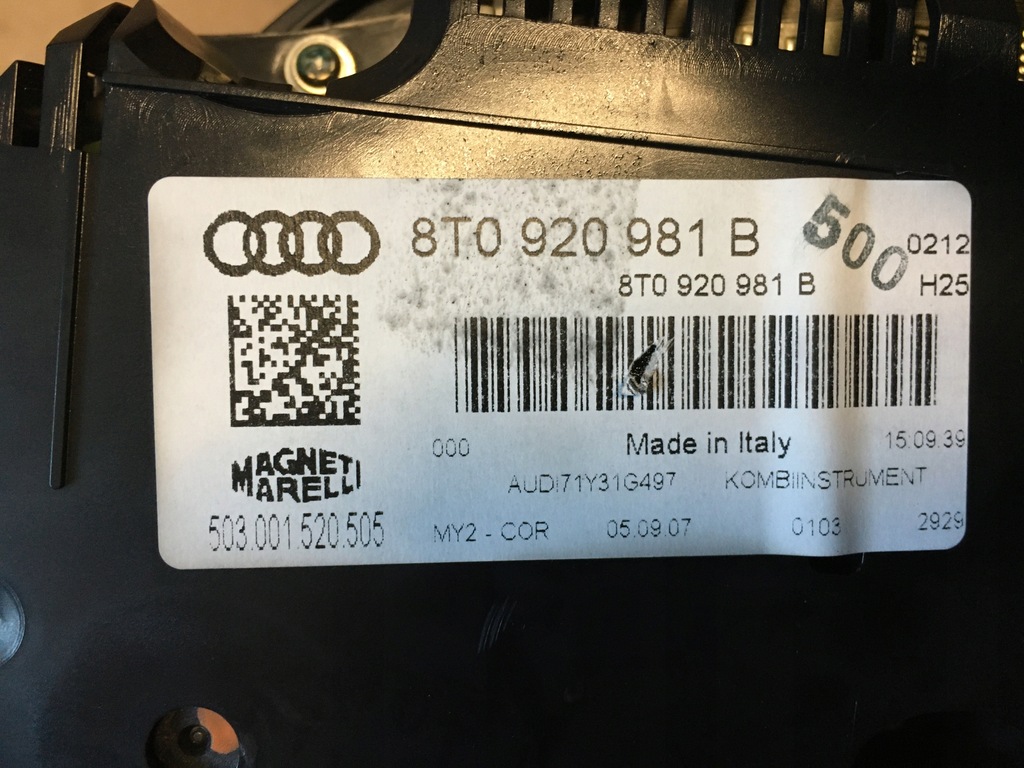 8T0 920 981 B
500
0212
8T0 920 981 B
H25
000
Made in Italy
15:09:39
MAGNETI
MARELLI
AUDI71Y31G497
KOMBIINSTRUMENT
503.001.520.505
MY2 - COR
05.09.07
0103
2929